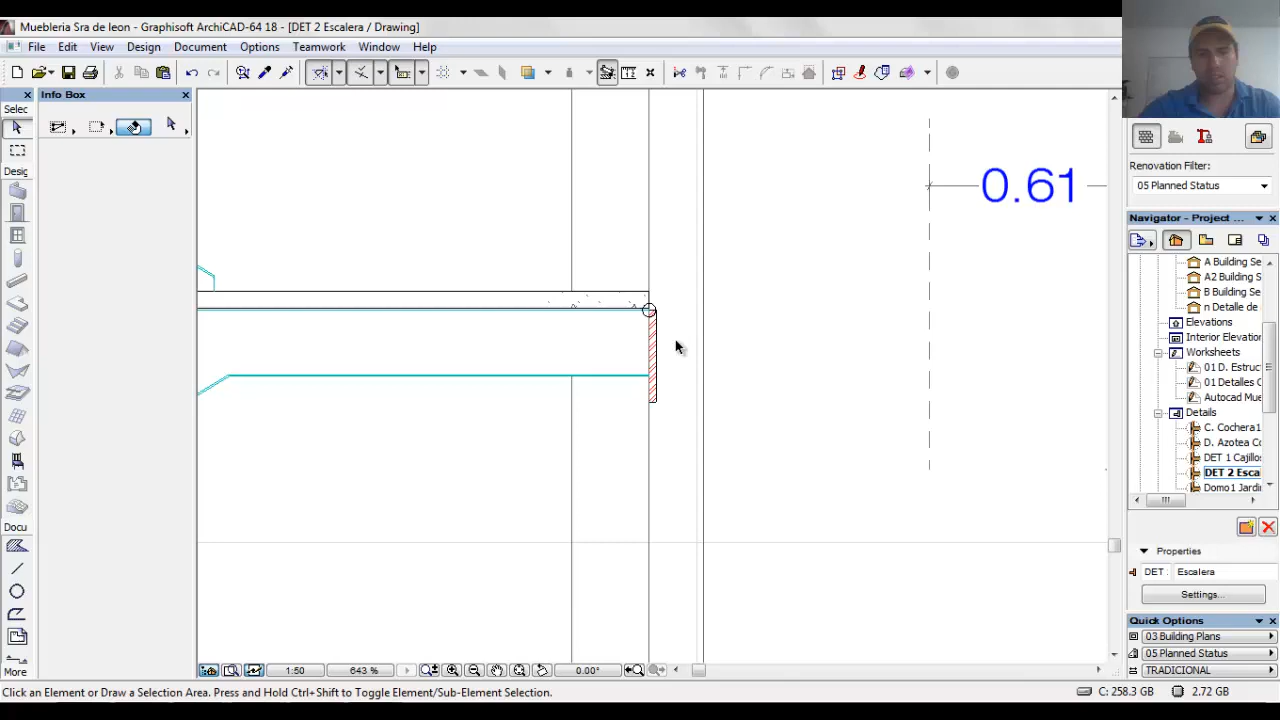 Muebleria Sra de leon - Graphisoft ArchiCAD-64 18 - [DET 2 Escalera / Drawing]
File Edit View Design Document Options Teamwork Window Help
Selec
Info Box
Desig
Docu
More
0.61
Renovation Filter:
05 Planned Status
Navigator - Project ...
A Building Se
A2 Building S
B Building Se
n Detalle de
Elevations
Interior Elevation
Worksheets
01 D. Estruc
01 Detalles C
Autocad Mue
Details
C. Cochera1
D. Azotea Co
DET 1 Cajillos
DET 2 Escal
Domo1 Jardi
Properties
DET
Escalera
Settings...
Quick Options
03 Building Plans
05 Planned Status
TRADICIONAL
1:50
643 %
0.00°
Click an Element or Draw a Selection Area. Press and Hold Ctrl+Shift to Toggle Element/Sub-Element Selection.
C: 258.3 GB
2.72 GB